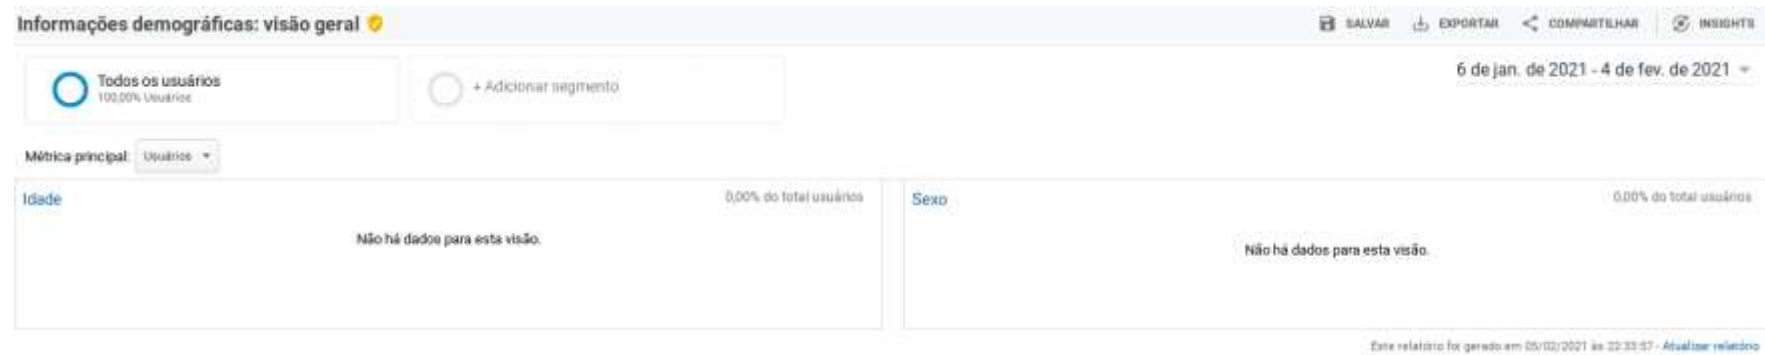 Informações demográficas: visão geral
SALVAR EXPORTAR COMPARTILHAR INSIGHTS
Todos os usuários
100,00% Usuários
+ Adicionar segmento
6 de jan. de 2021 - 4 de fev. de 2021
Métrica principal: Usuários
Idade
0,00% do total usuários
Não há dados para esta visão.
Sexo
0,00% do total usuários
Não há dados para esta visão.
Este relatório foi gerado em 05/02/2021 às 22:33:57 - Atualizar relatório